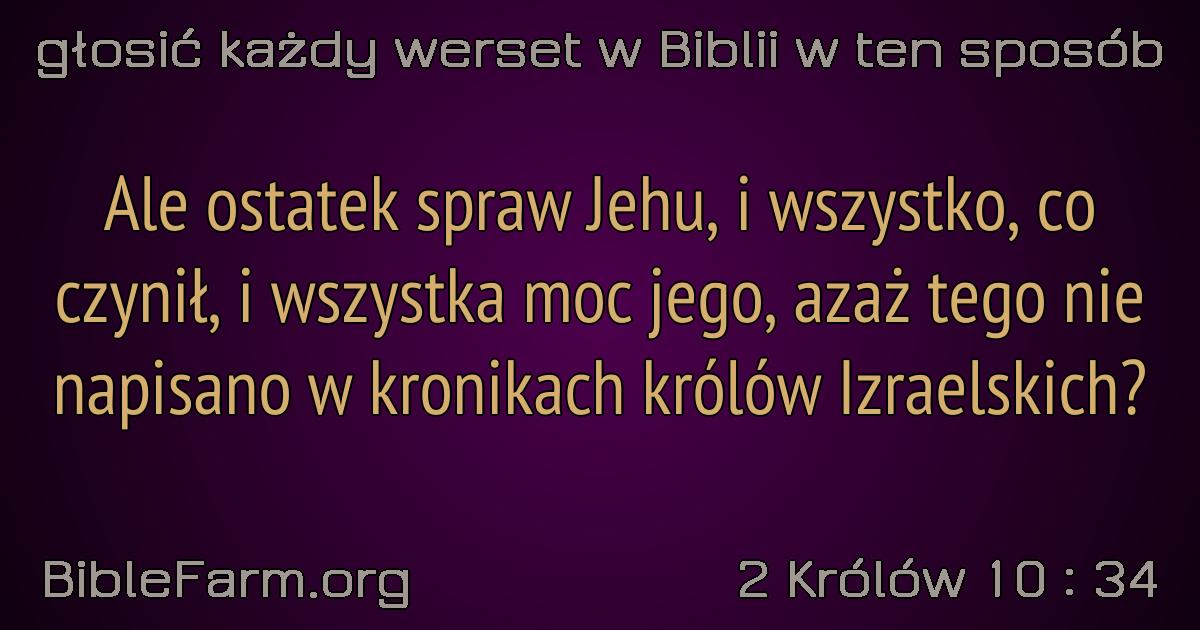 głosić każdy werset w Biblii w ten sposób
Ale ostatek spraw Jehu, i wszystko, co
czynił, i wszystka moc jego, azaż tego nie
napisano w kronikach królów Izraelskich?
BibleFarm.org
2 Królów 10 : 34